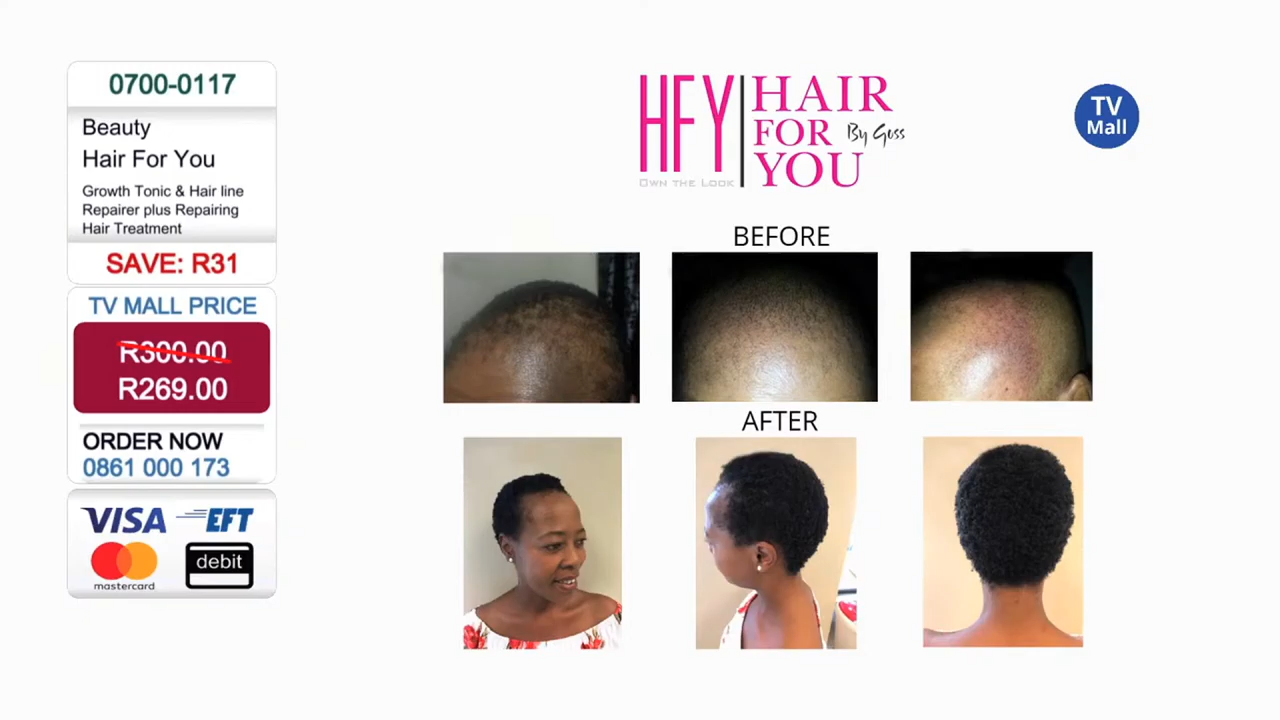 0700-0117
Beauty
Hair For You
Growth Tonic & Hair line
Repairer plus Repairing
Hair Treatment
SAVE: R31
TV MALL PRICE
R300.00
R269.00
ORDER NOW
0861 000 173
VISA
EFT
mastercard
debit
HFY
OWN THE LOOK
HAIR
FOR
By Goss
YOU
TV
Mall
BEFORE
AFTER